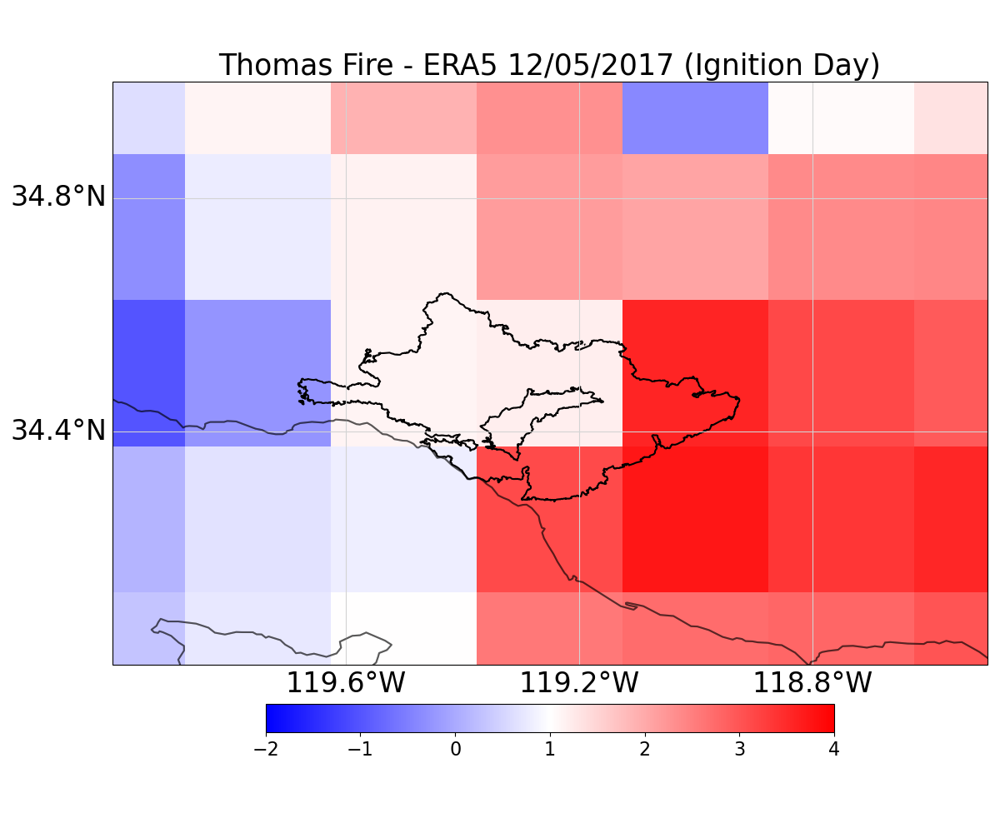 Thomas Fire - ERA5 12/05/2017 (Ignition Day)
34.8°N
34.4°N
119.6°W 119.2°W 118.8°W
−2 −1 0 1 2 3 4